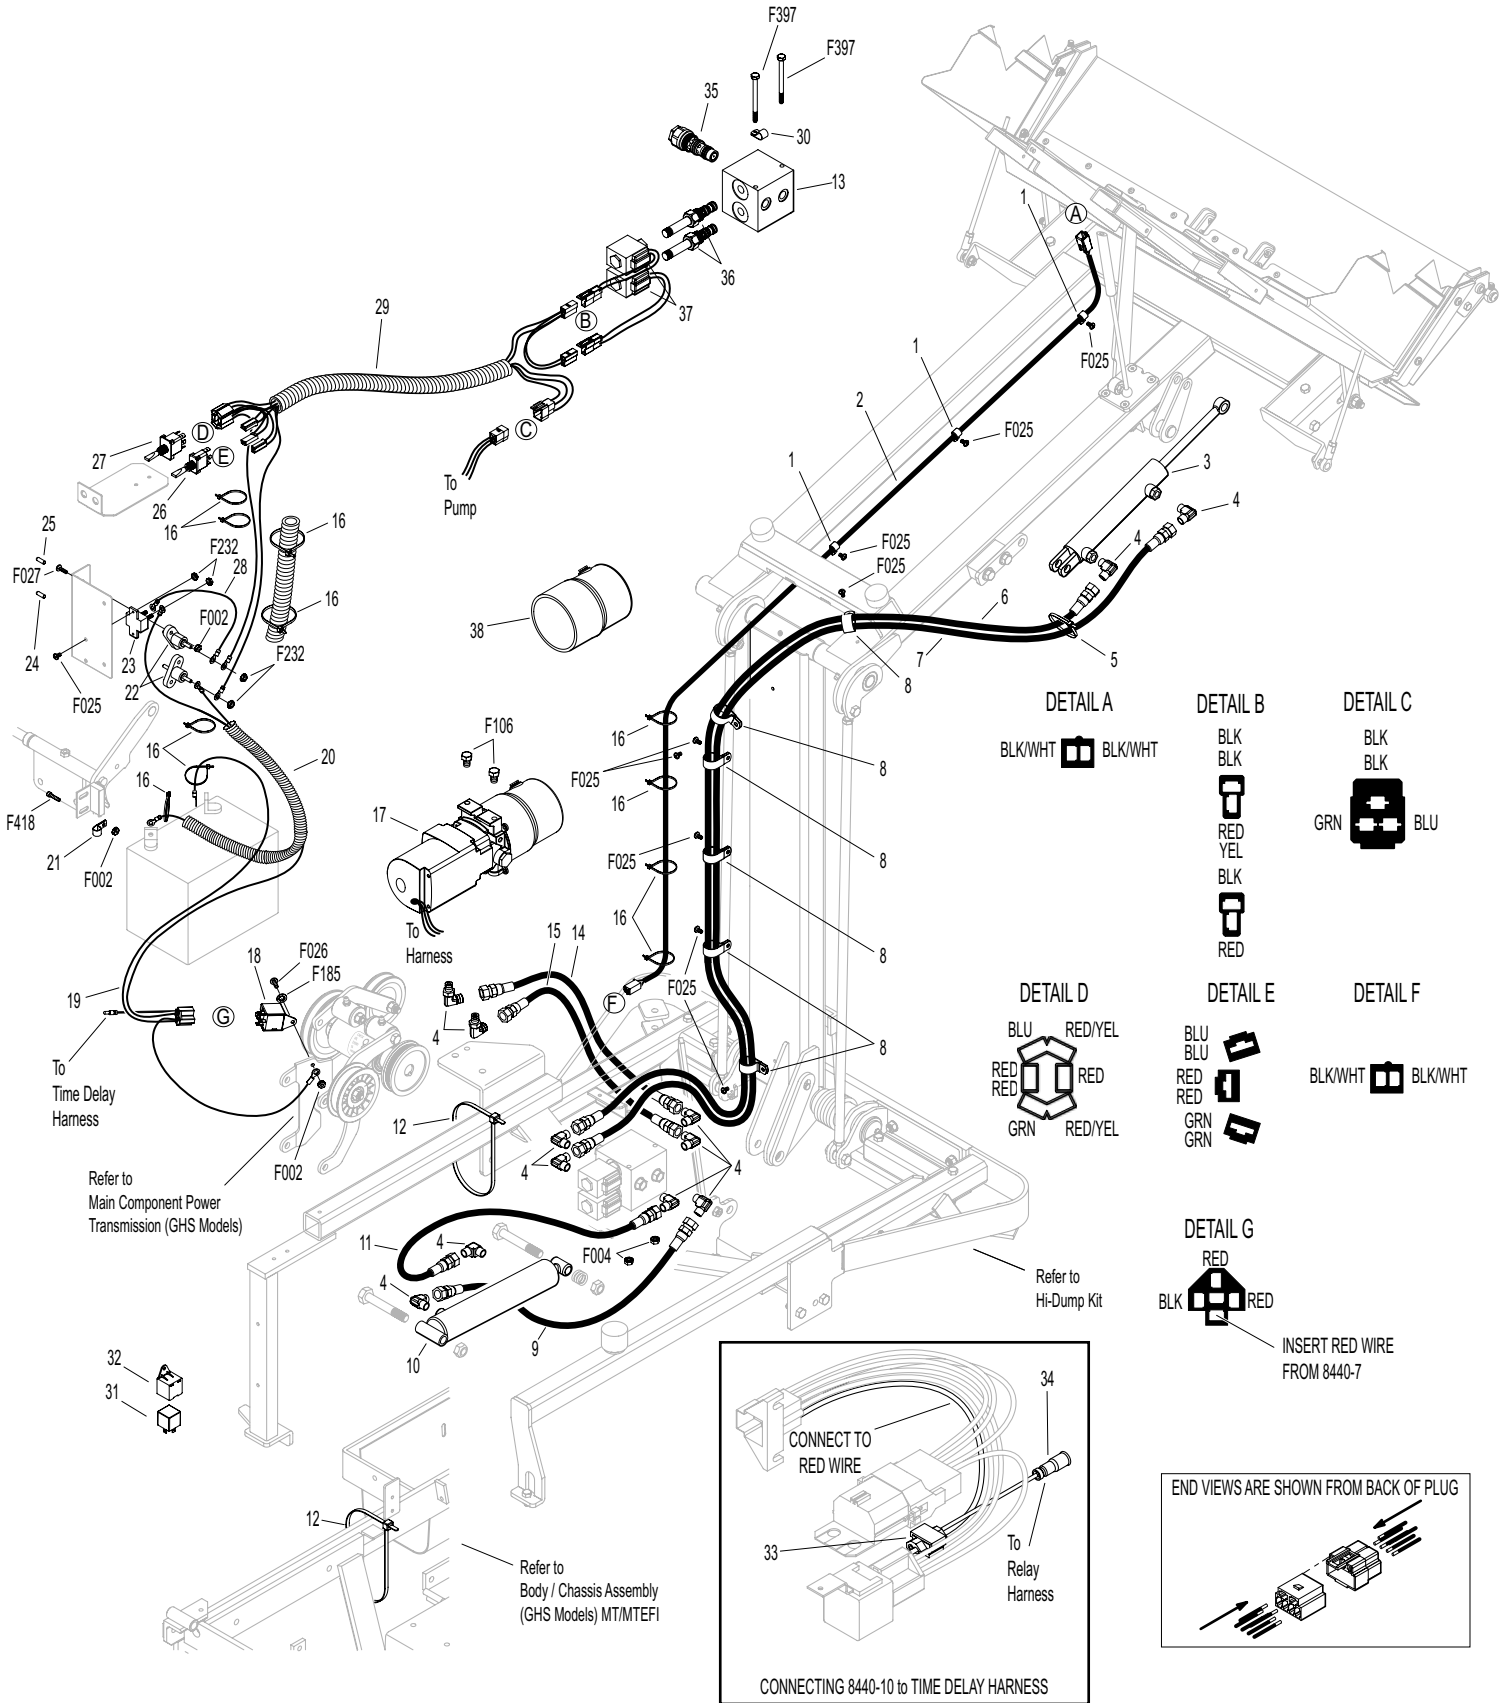 F397
F397
35
30
13
1
A
36
1
37
29
B
F025
1
2
C
F025
D
27
E
3
To
Pump
26
16
4
25
16
1
F232
28
F025
4
F027
F025
F002
16
6
38
24
23
F232
7
5
22
8
F025
DETAIL A
DETAIL B
DETAIL C
F106
16
BLK
BLK
BLK
BLK
16
20
BLK/WHT
BLK/WHT
8
F025
16
16
F418
17
GRN
BLU
RED
YEL
21
F025
8
F002
BLK
16
To
Harness
15
14
8
RED
18
F026
F185
F025
19
G
F
DETAIL D
DETAIL E
DETAIL F
4
8
BLU
RED/YEL
BLU
BLU
To
Time Delay
Harness
RED
RED
RED
RED
RED
BLK/WHT
BLK/WHT
12
GRN
GRN
GRN
RED/YEL
F002
4
4
Refer to
Main Component Power
Transmission (GHS Models)
DETAIL G
11
4
F004
RED
4
Refer to
Hi-Dump Kit
BLK
RED
9
10
INSERT RED WIRE
FROM 8440-7
32
31
34
CONNECT TO
RED WIRE
END VIEWS ARE SHOWN FROM BACK OF PLUG
12
33
To
Relay
Harness
Refer to
Body / Chassis Assembly
(GHS Models) MT/MTEFI
CONNECTING 8440-10 to TIME DELAY HARNESS